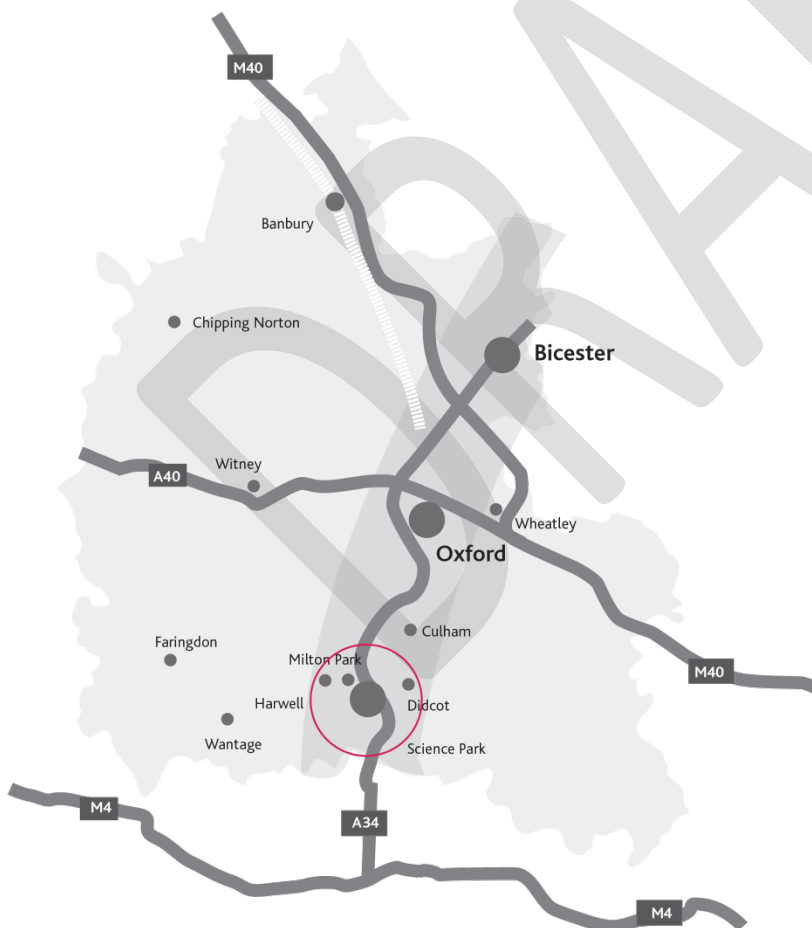 M40
Banbury
Chipping Norton
Bicester
Witney
A40
Wheatley
Oxford
Culham
Faringdon
Milton Park
M40
Harwell
Didcot
Wantage
Science Park
M4
A34
M4